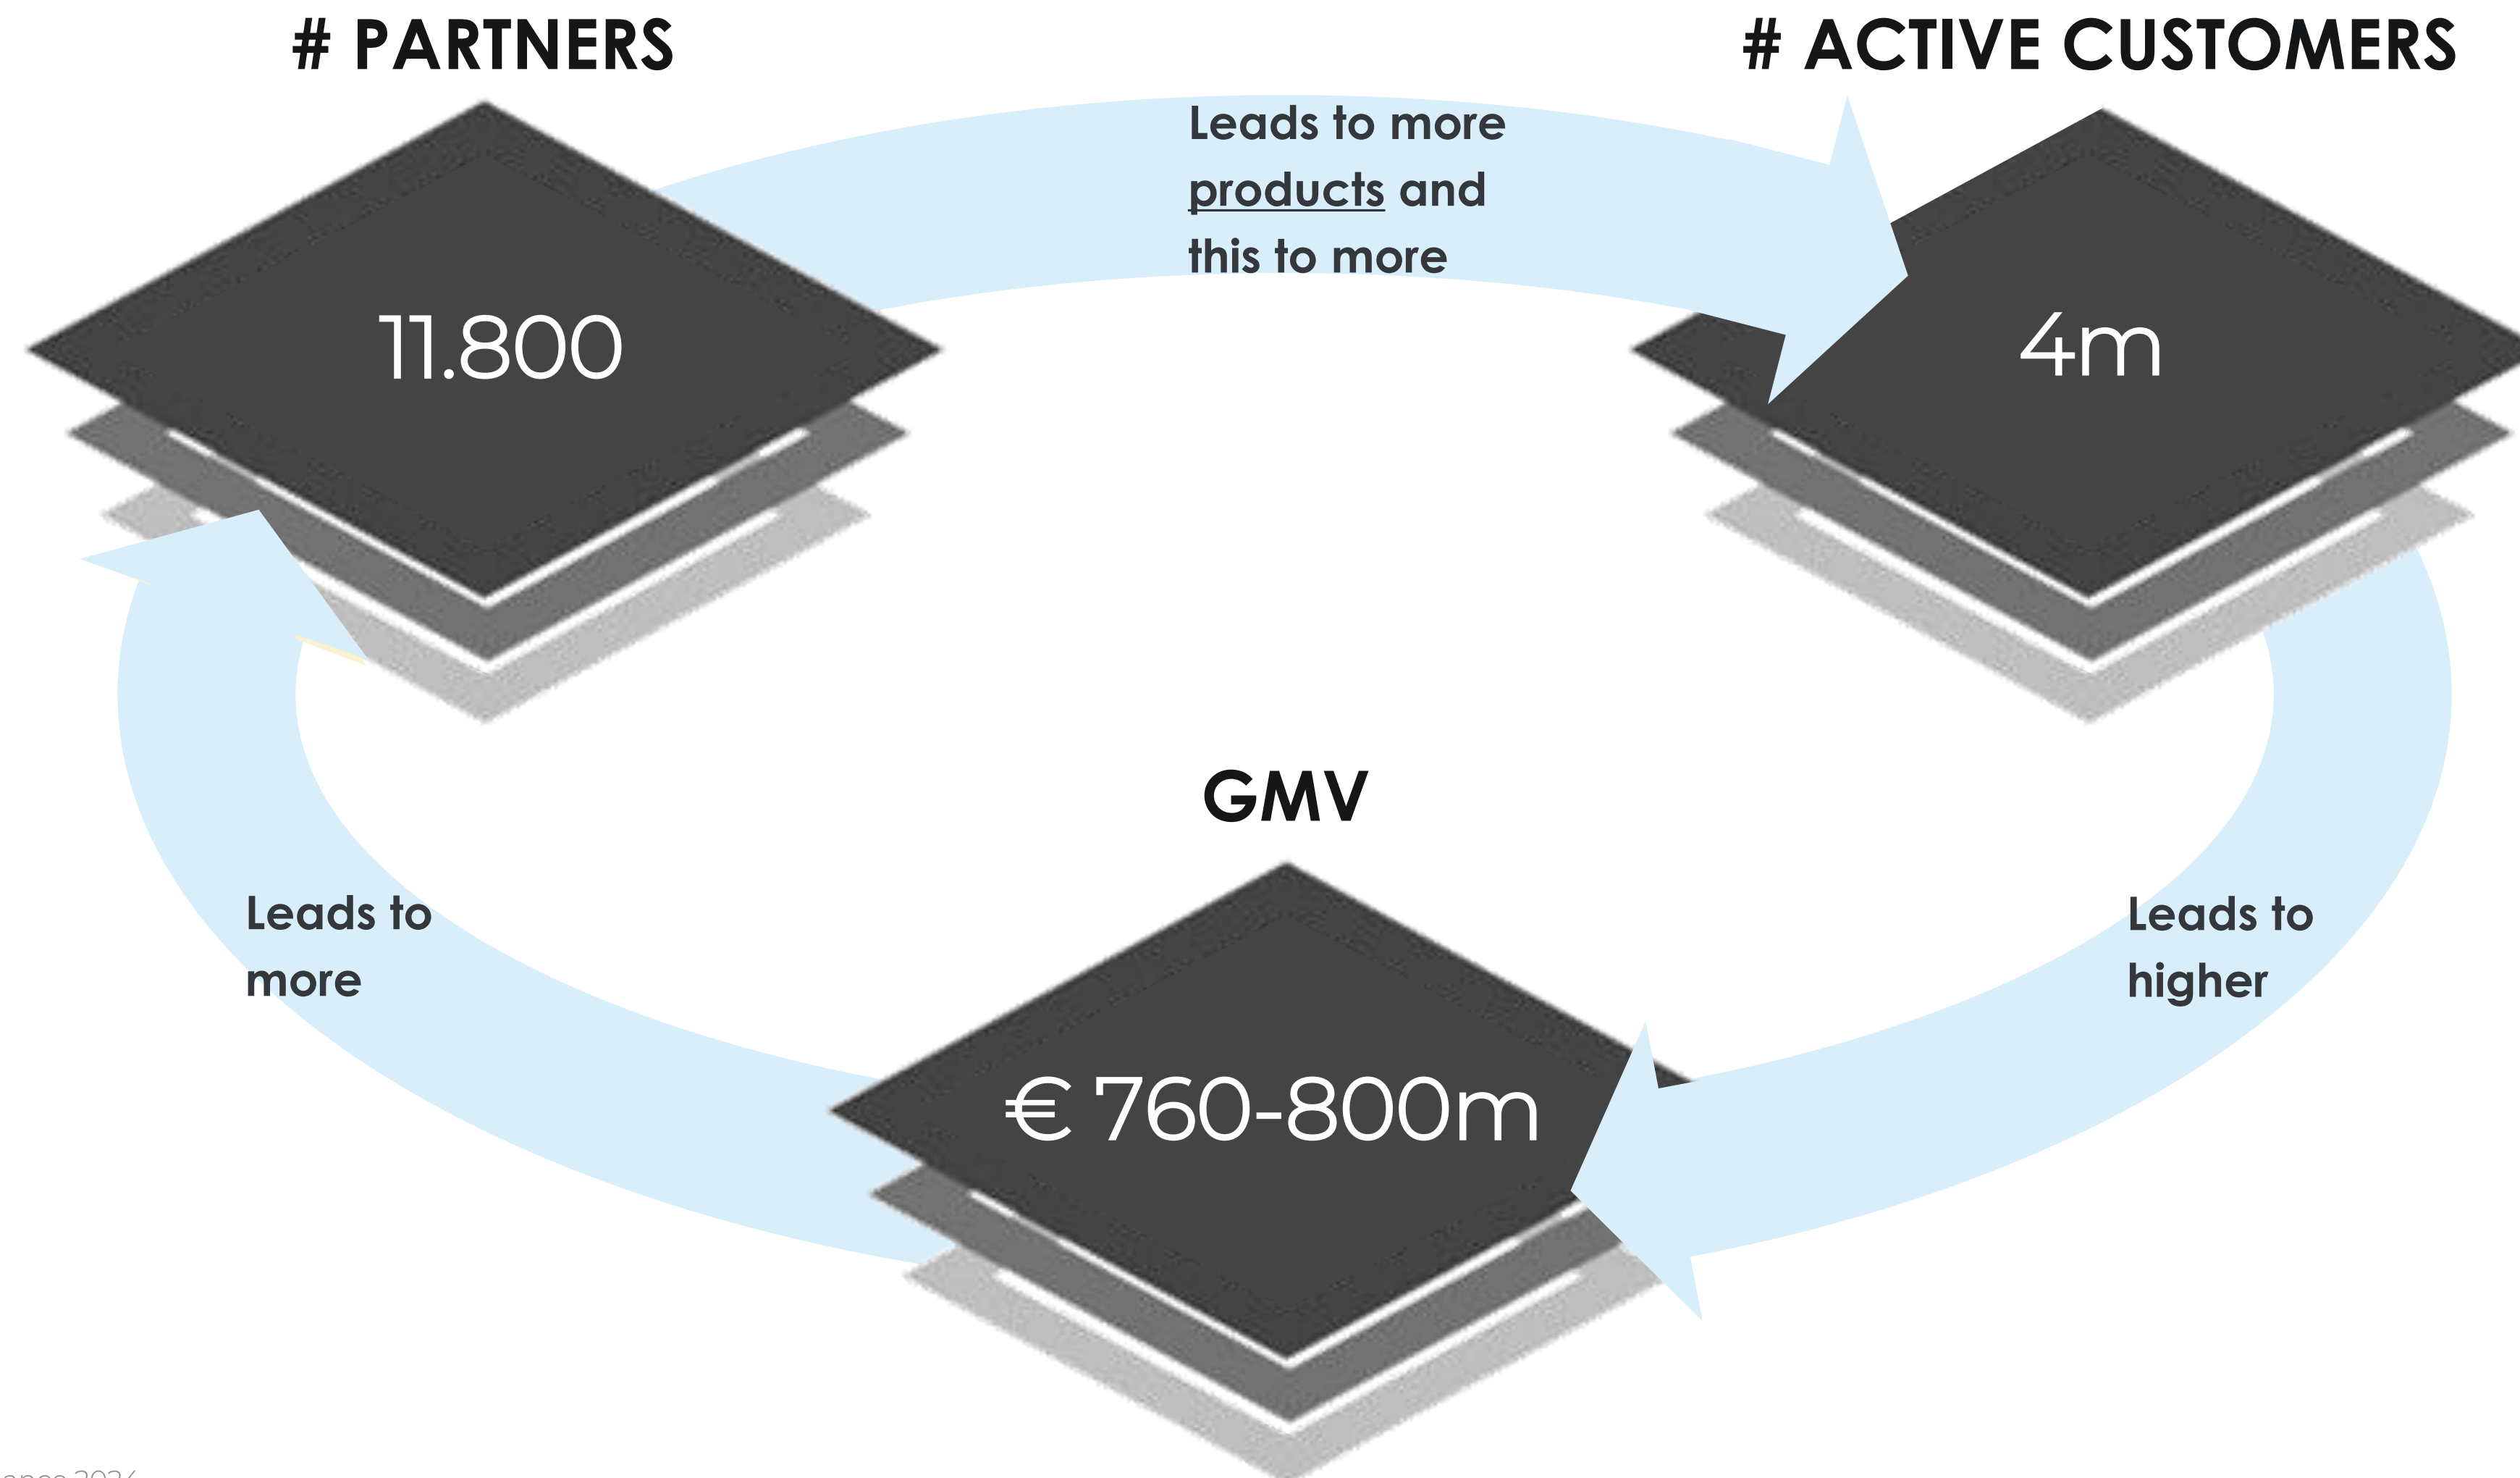 # PARTNERS
# ACTIVE CUSTOMERS
Leads to more
products and
this to more
11.800
4m
GMV
Leads to
more
Leads to
higher
€ 760-800m